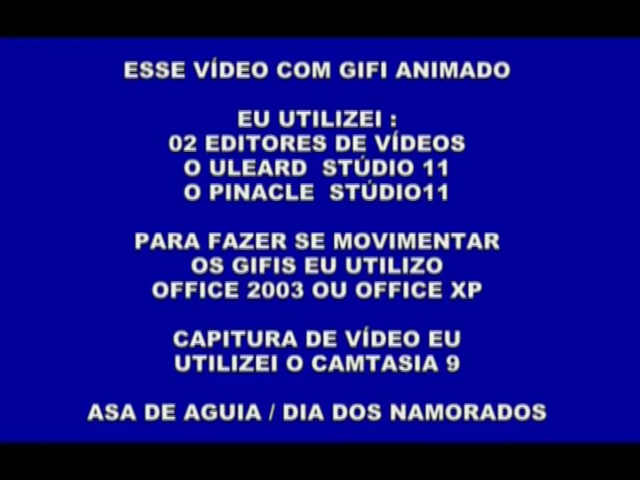 ESSE VÍDEO COM GIFI ANIMADO
EU UTILIZEI :
02 EDITORES DE VÍDEOS
O ULEARD STÚDIO 11
O PINACLE STÚDIO11
PARA FAZER SE MOVIMENTAR
OS GIFIS EU UTILIZO
OFFICE 2003 OU OFFICE XP
CAPITURA DE VÍDEO EU
UTILIZEI O CAMTASIA 9
ASA DE AGUIA / DIA DOS NAMORADOS